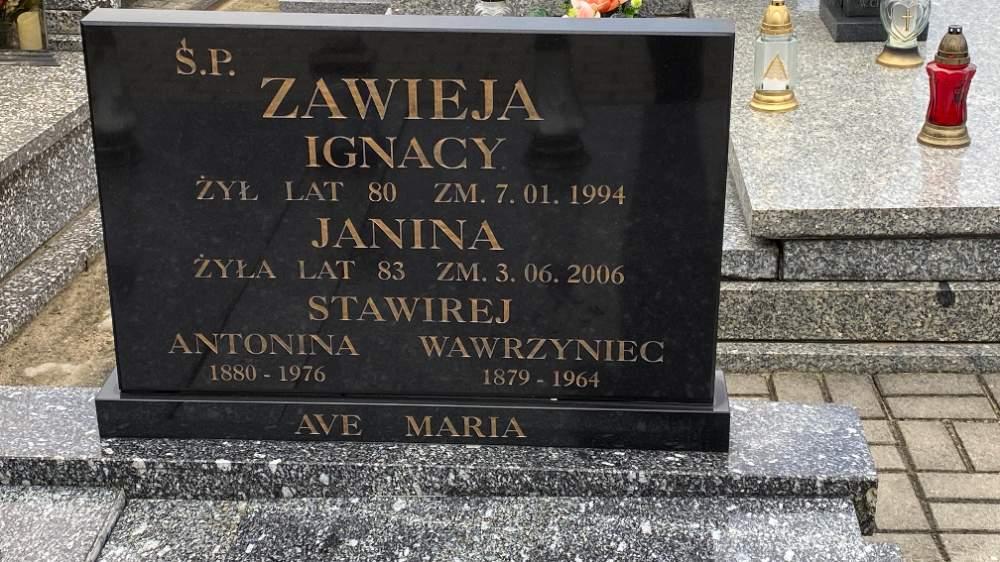 Ś.P.
ZAWIEJA
IGNACY
ŻYŁ LAT 80 ZM. 7. 01. 1994
JANINA
ŻYŁA LAT 83 ZM. 3. 06. 2006
STAWIREJ
ANTONINA WAWRZYNIEC
1880 - 1976 1879 - 1964
AVE MARIA